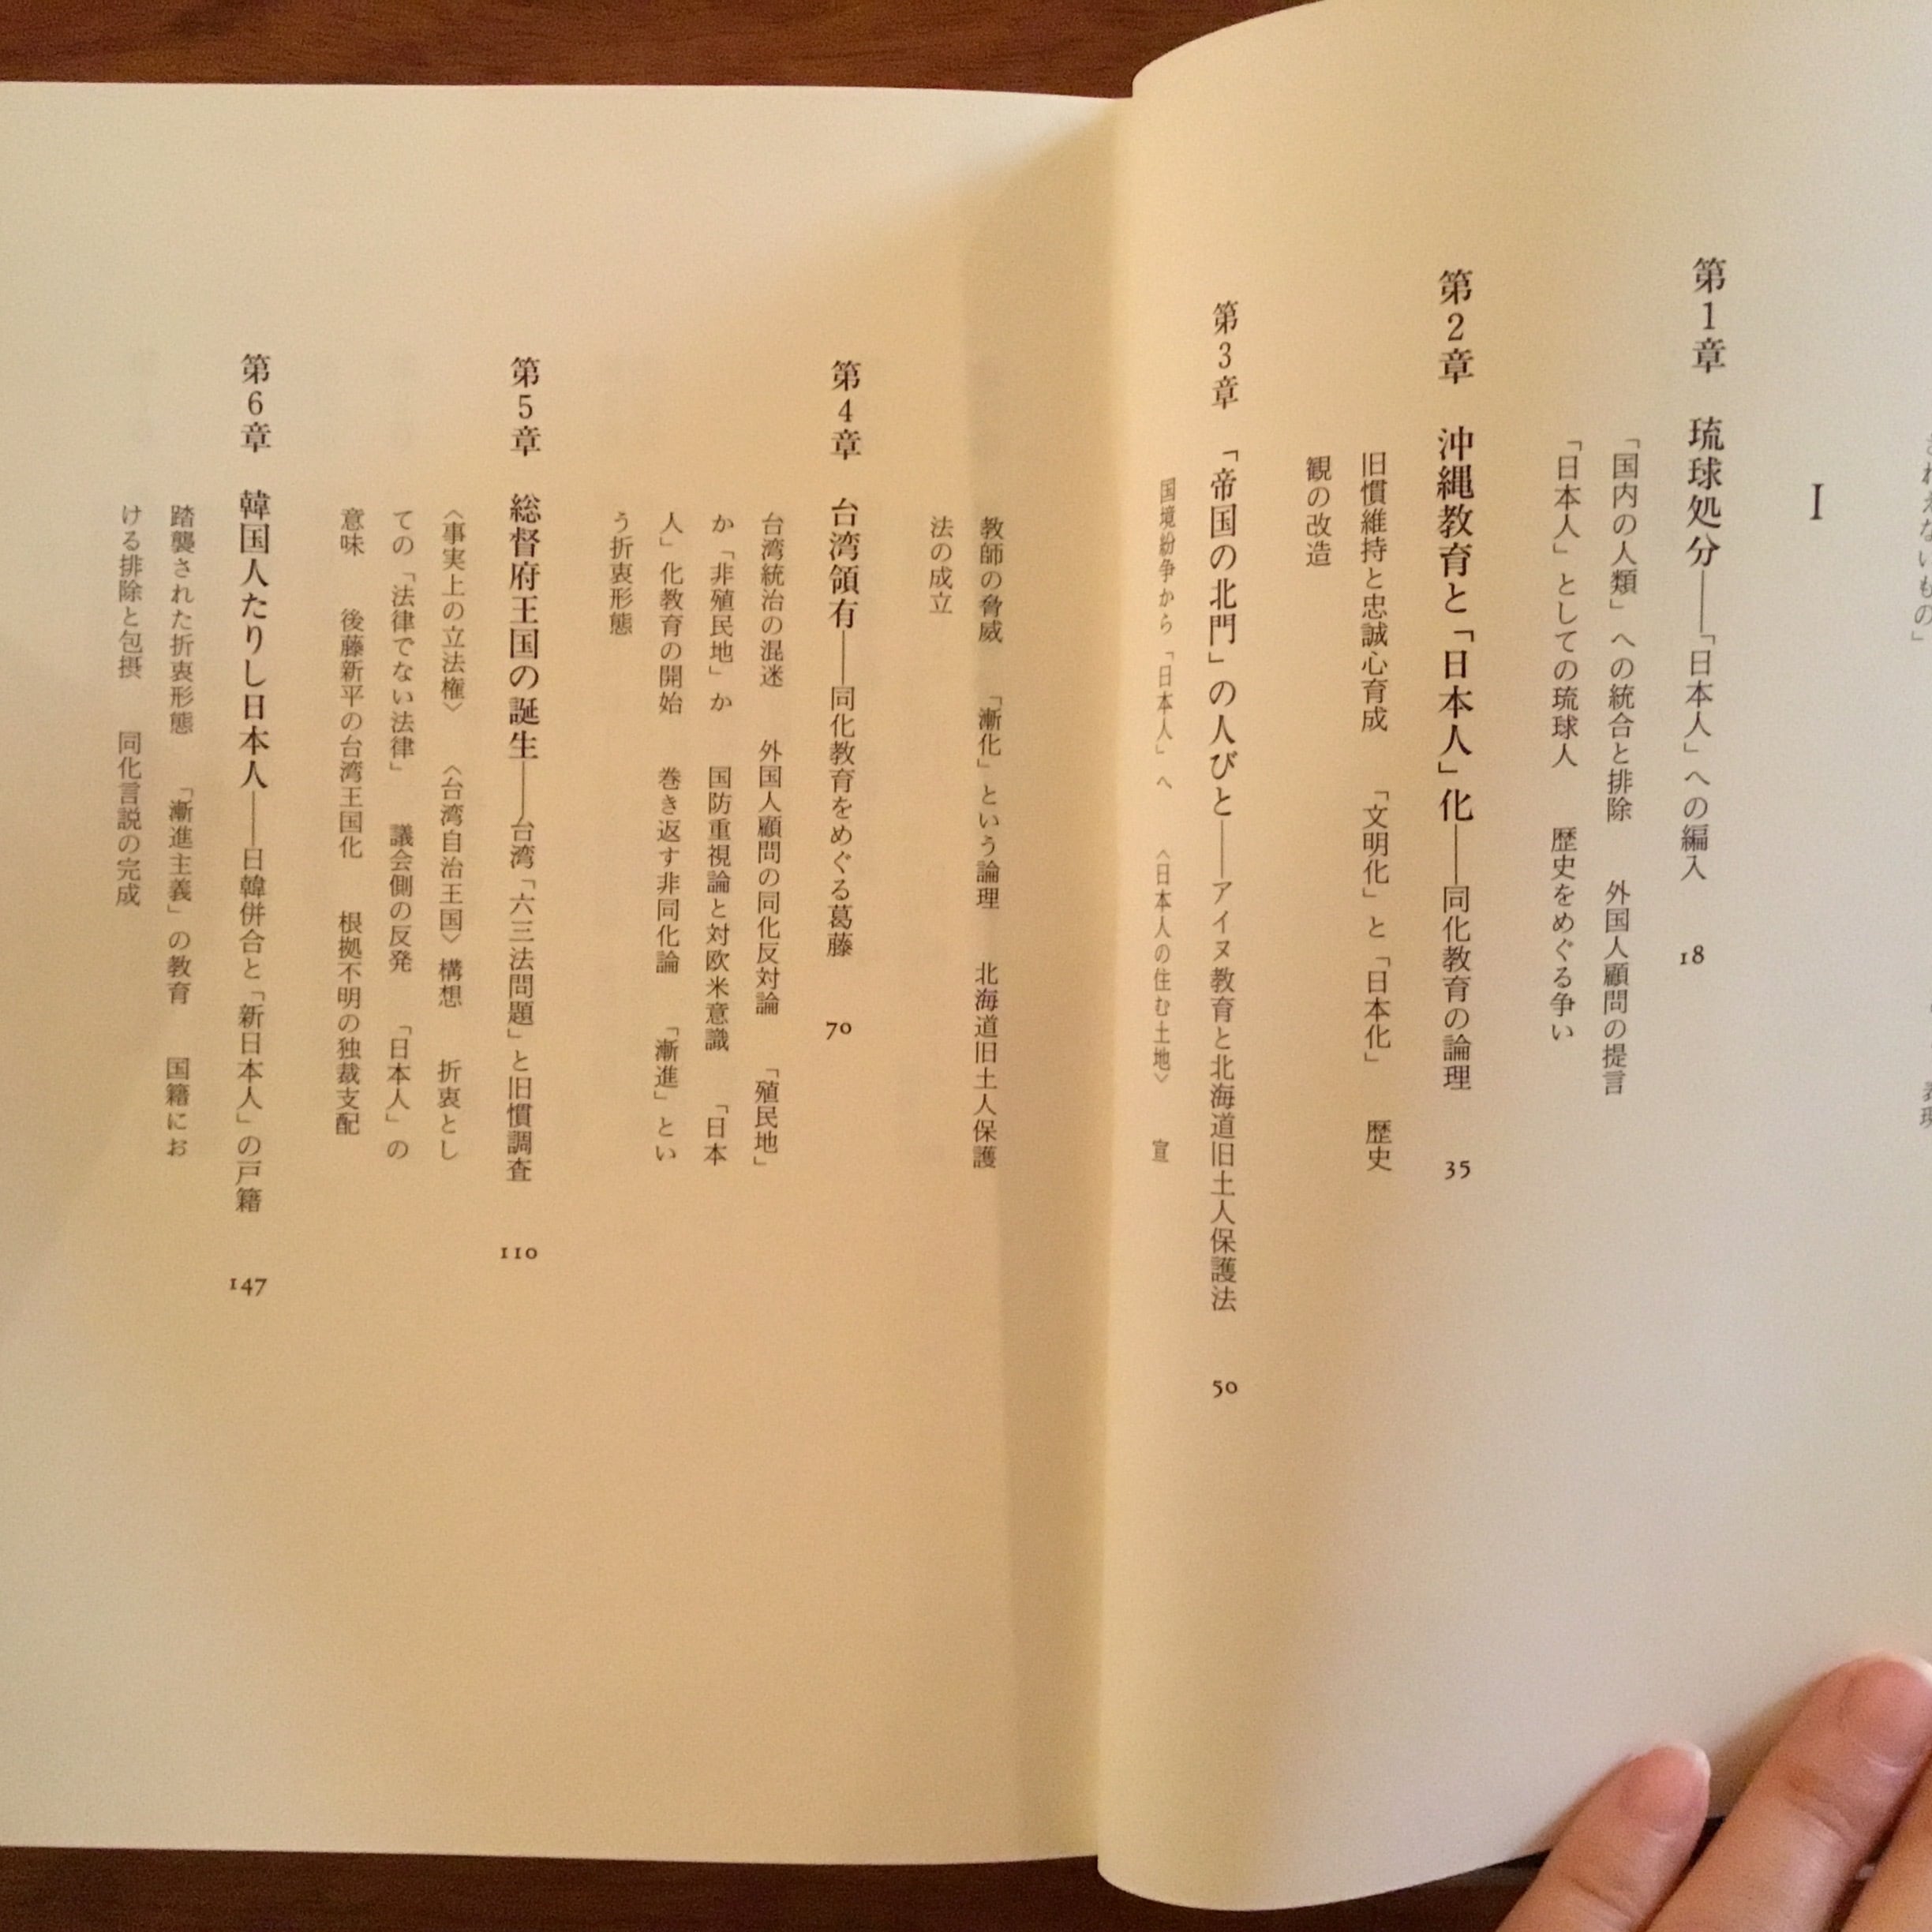 I
第1章 琉球処分――「日本人」への編入 18
「国内の人類」への統合と排除 外国人顧問の提言
「日本人」としての琉球人 歴史をめぐる争い
第2章 沖縄教育と「日本人」化――同化教育の論理 35
旧慣維持と忠誠心育成 「文明化」と「日本化」 歴史
観の改造
第3章 「帝国の北門」の人びと――アイヌ教育と北海道旧土人保護法 50
国境紛争から「日本人」へ 〈日本人の住む土地〉 宣
教師の脅威 「漸化」という論理 北海道旧土人保護
法の成立
第4章 台湾領有――同化教育をめぐる葛藤 70
台湾統治の混迷 外国人顧問の同化反対論 「殖民地」
か「非殖民地」か 国防重視論と対欧米意識 「日本
人」化教育の開始 巻き返す非同化論 「漸進」とい
う折衷形態
第5章 総督府王国の誕生――台湾「六三法問題」と旧慣調査 110
〈事実上の立法権〉 〈台湾自治王国〉構想 折衷とし
ての「法律でない法律」 議会側の反発 「日本人」の
意味 後藤新平の台湾王国化 根拠不明の独裁支配
第6章 韓国人たりし日本人――日韓併合と「新日本人」の戸籍 147
踏襲された折衷形態 「漸進主義」の教育 国籍にお
ける排除と包摂 同化言説の完成